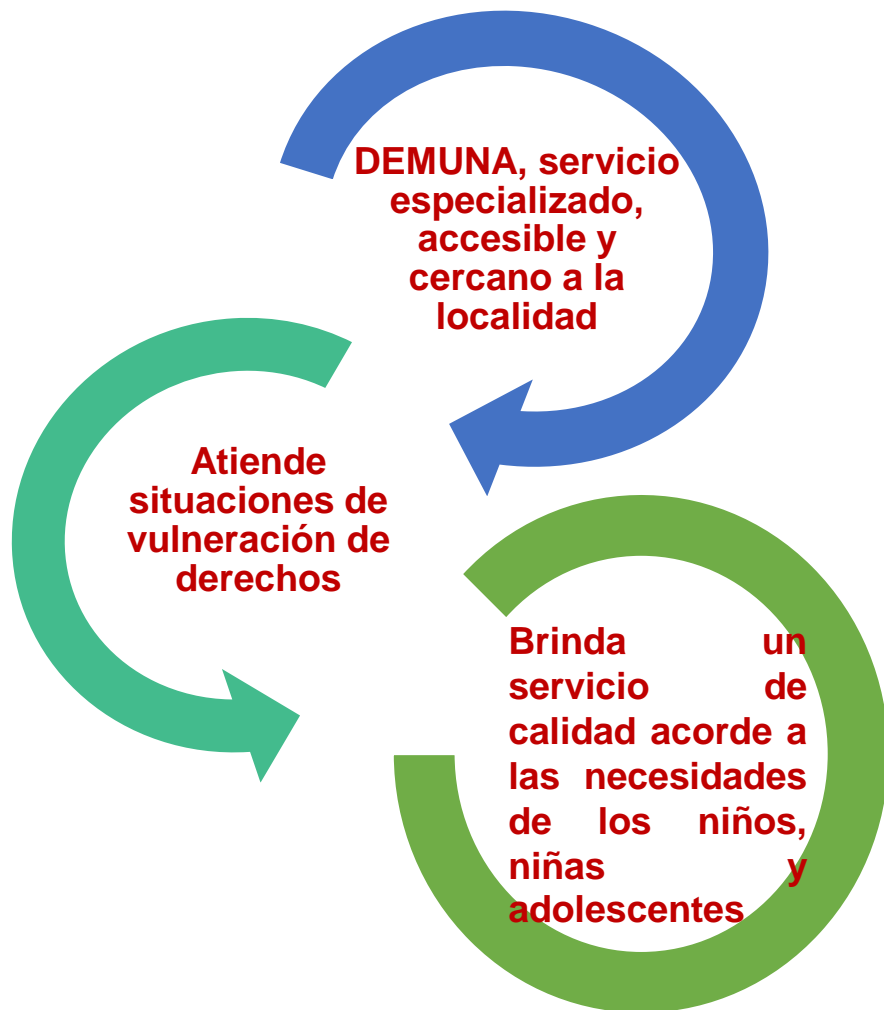 DEMUNA, servicio
especializado,
accesible y
cercano a la
localidad
Atiende
situaciones de
vulneración de
derechos
Brinda un
servicio de
calidad acorde a
las necesidades
de los niños,
niñas y
adolescentes